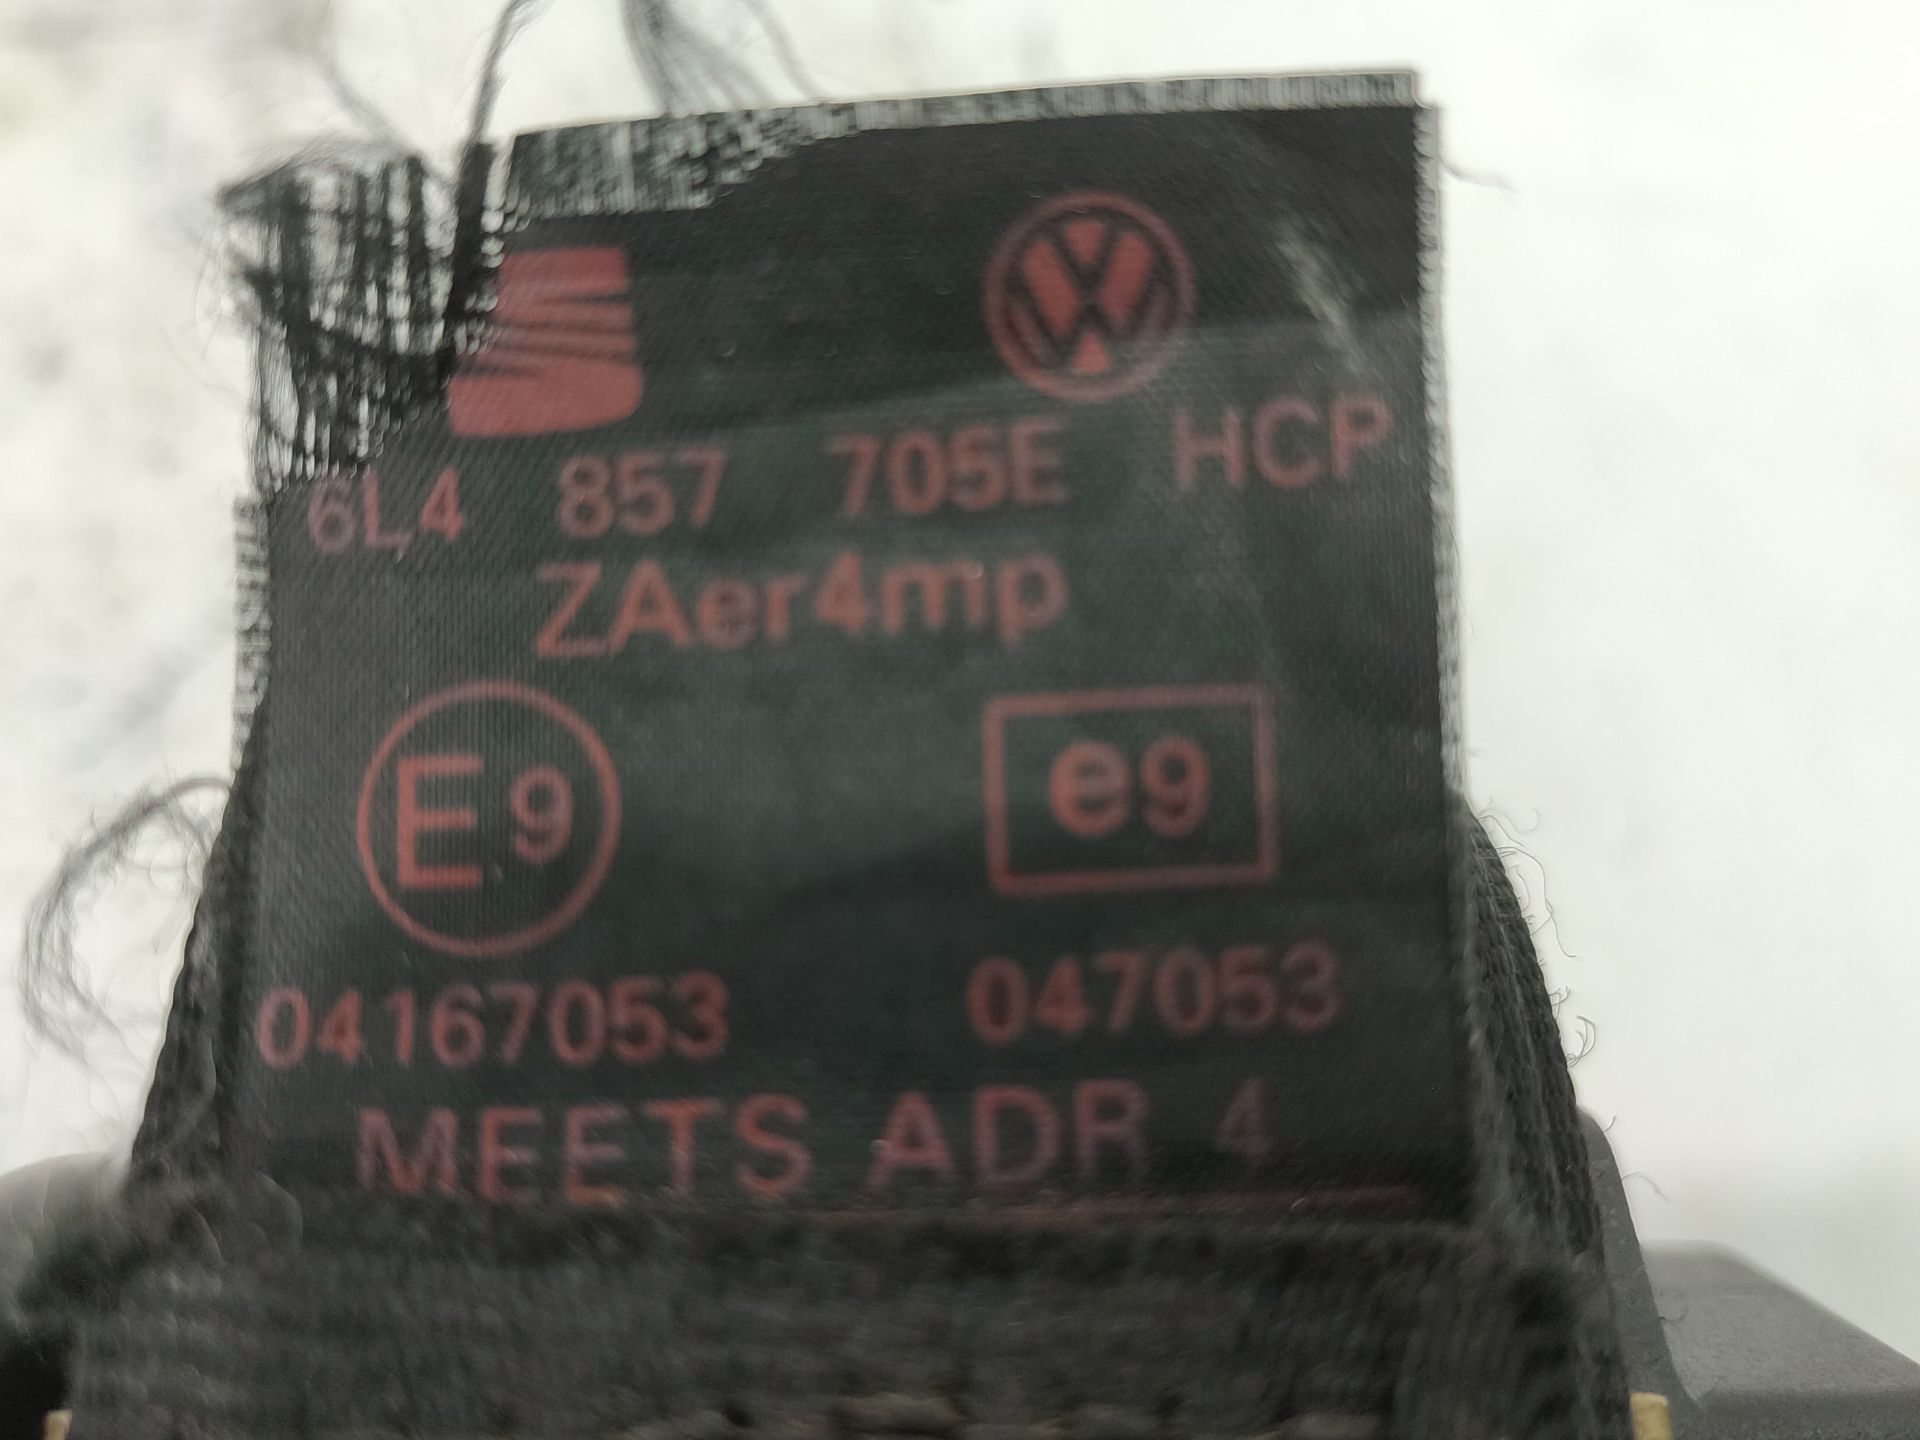 6L4 857 705E HCP
ZAer4mp
E9 e9
04167053 047053
MEETS ADR 4